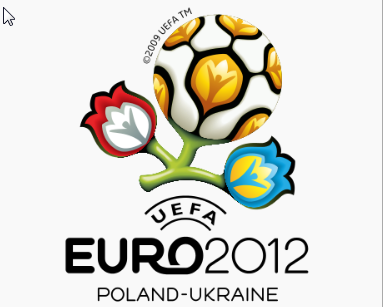 ©2009 UEFA TM
UEFA
EURO2012
POLAND-UKRAINE